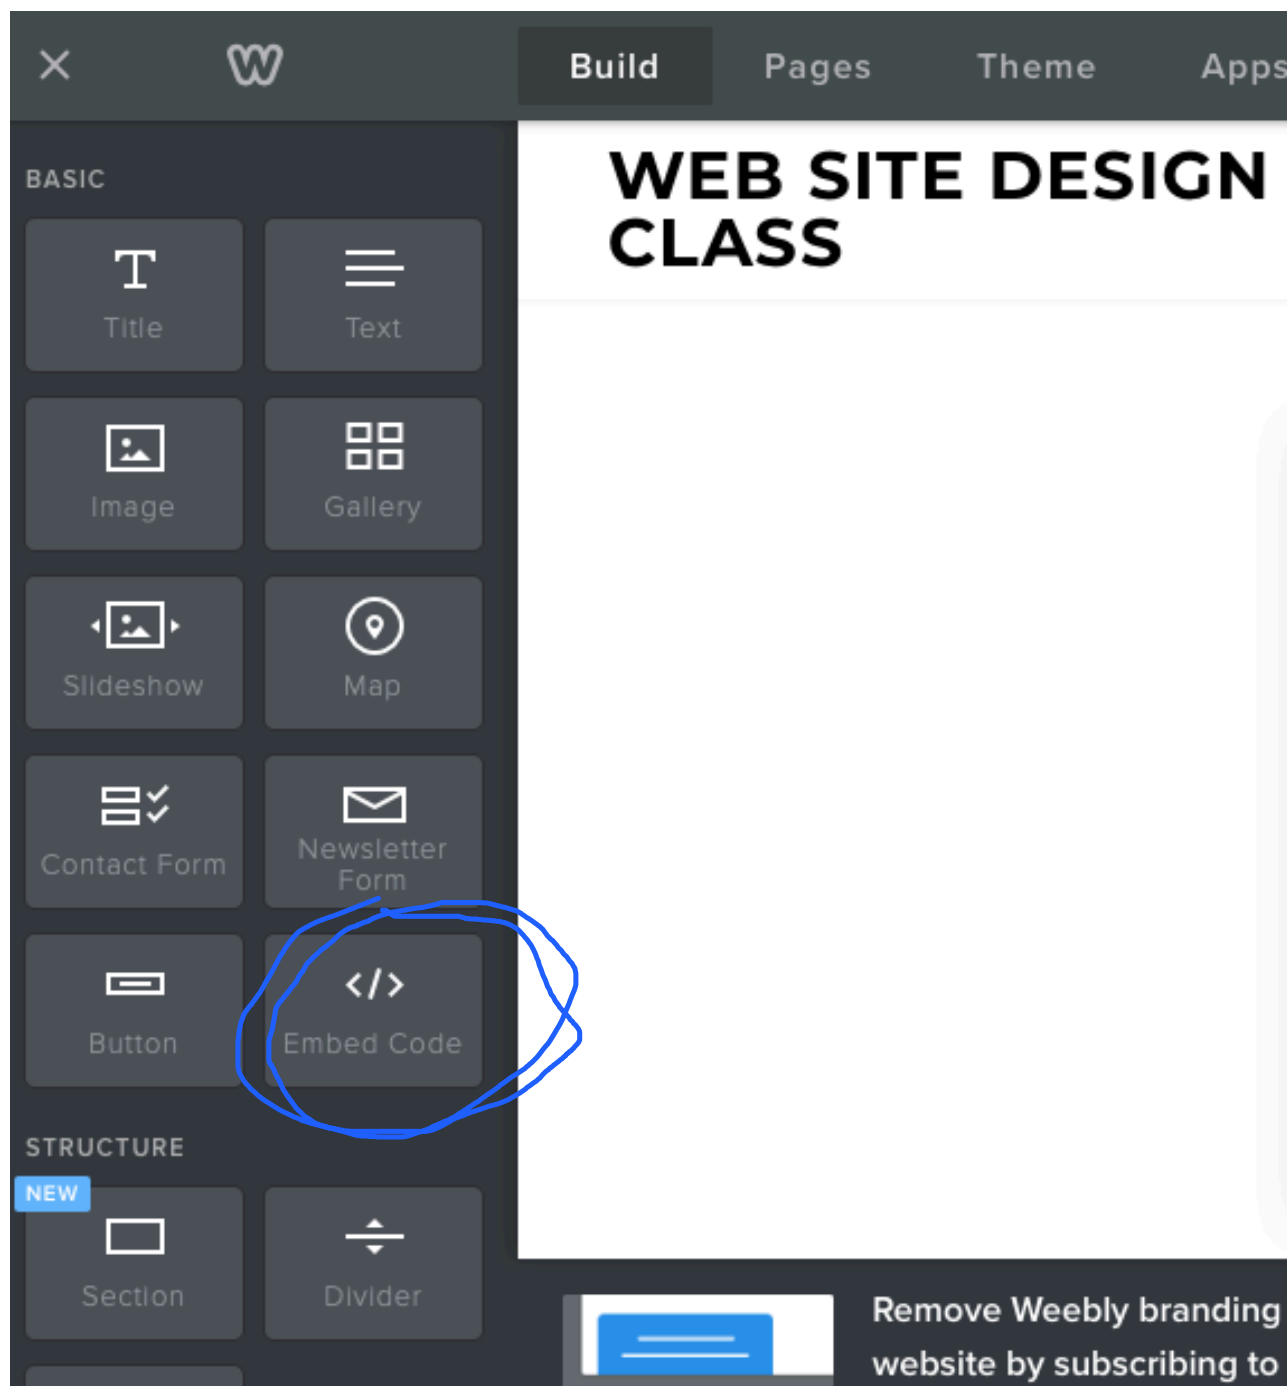 Build
Pages
Theme
Apps
BASIC
Title
Text
Image
Gallery
Slideshow
Map
Contact Form
Newsletter
Form
Button
</> Embed Code
STRUCTURE
NEW
Section
Divider
WEB SITE DESIGN
CLASS
Remove Weebly branding
website by subscribing to